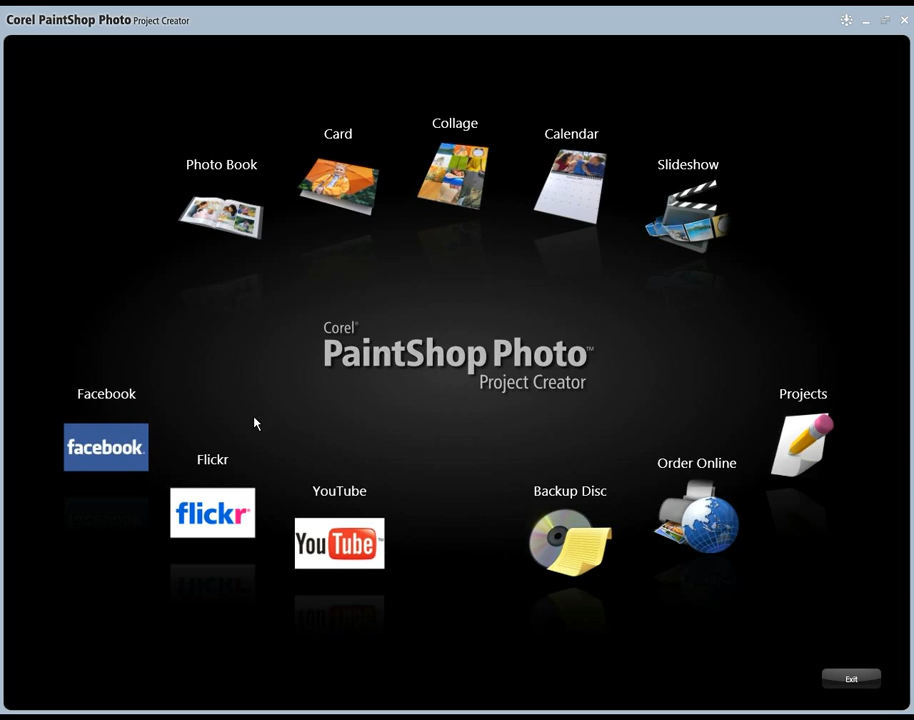 Corel PaintShop Photo Project Creator
Collage
Card
Calendar
Photo Book
Slideshow
Corel®
PaintShop Photo™
Project Creator
Facebook
Projects
facebook
Flickr
Order Online
flickr
YouTube
Backup Disc
YouTube
Exit